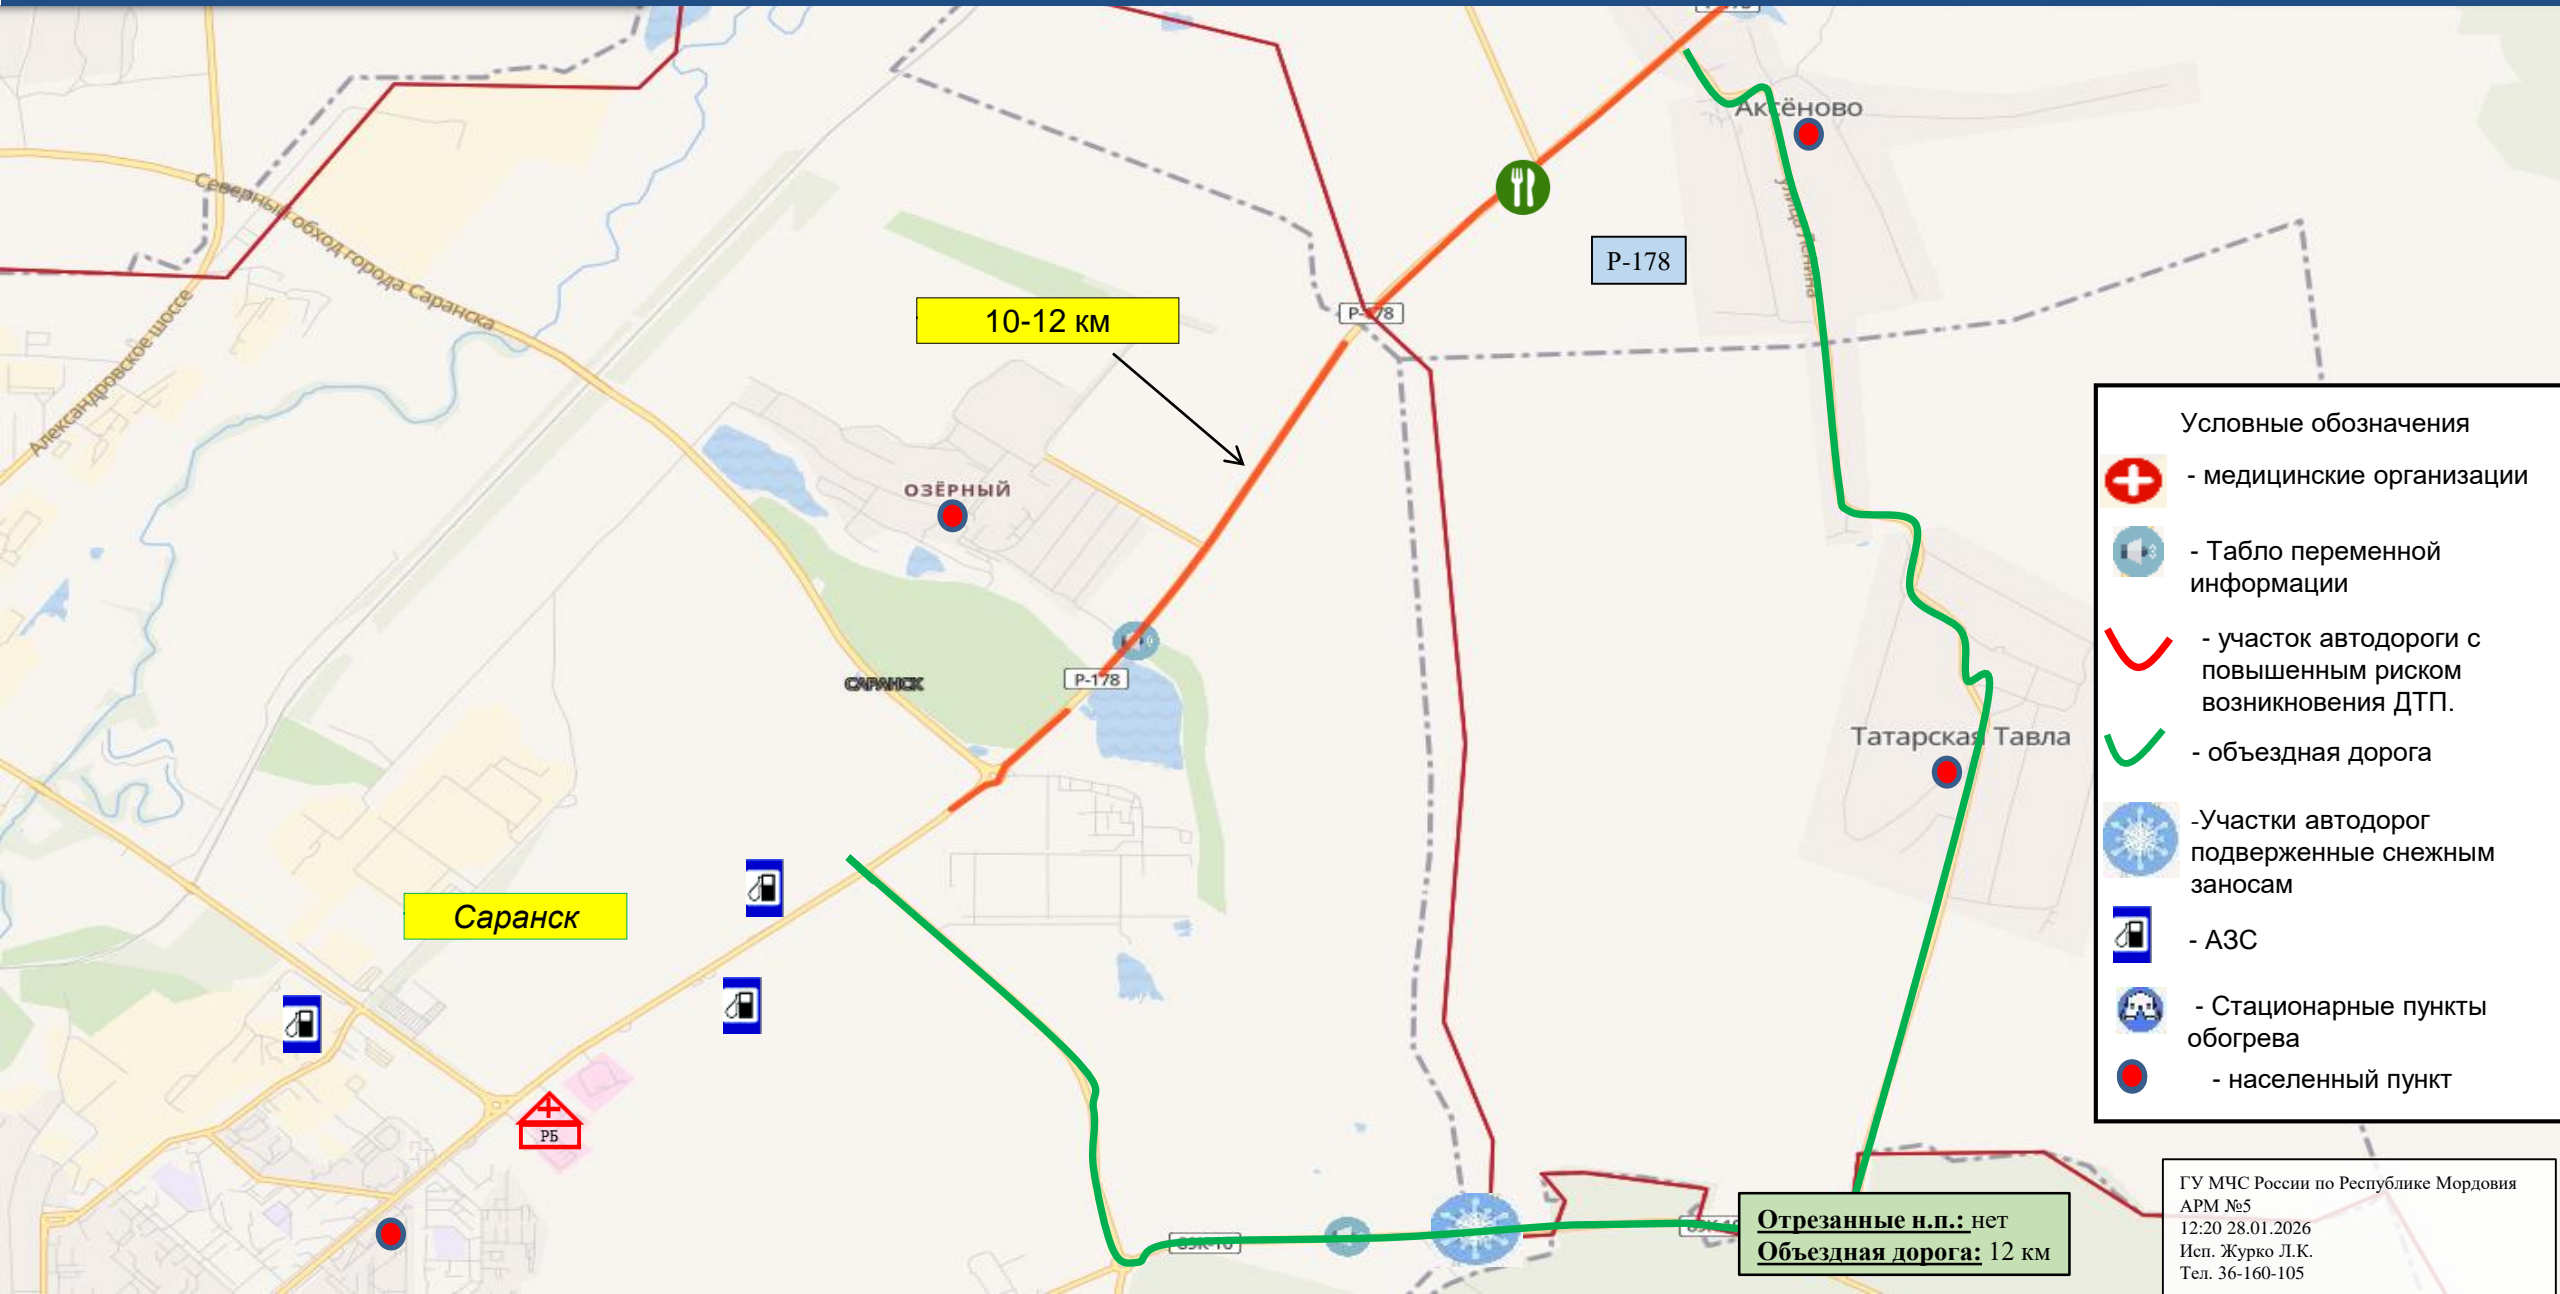 Аксёново
улица Ленина
Северный обход города Саранска
Александровское шоссе
Р-178
10-12 км
ОЗЁРНЫЙ
Р-178
САРАНСК
Татарская Тавла
Саранск
РБ
Условные обозначения
- медицинские организации
- Табло переменной
информации
- участок автодороги с
повышенным риском
возникновения ДТП.
- объездная дорога
-Участки автодорог
подверженные снежным
заносам
- АЗС
- Стационарные пункты
обогрева
- населенный пункт
Отрезанные н.п.: нет
Объездная дорога: 12 км
ГУ МЧС России по Республике Мордовия
АРМ №5
12:20 28.01.2026
Исп. Журко Л.К.
Тел. 36-160-105